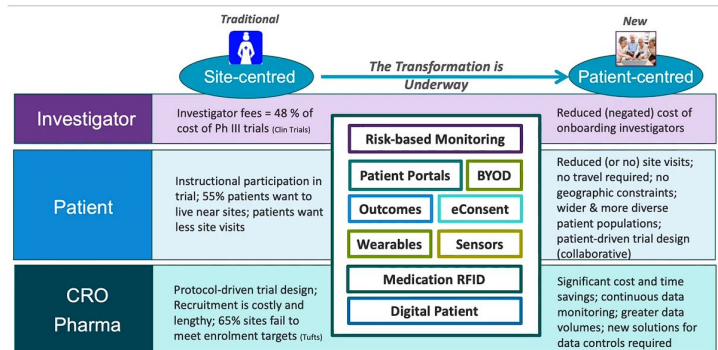 Traditional
New
Site-centred
The Transformation is
Underway
Patient-centred
Investigator
Investigator fees = 48 % of
cost of Ph III trials (Clin Trials)
Reduced (negated) cost of
onboarding investigators
Risk-based Monitoring
Patient Portals
BYOD
Outcomes
eConsent
Wearables
Sensors
Medication RFID
Digital Patient
Patient
Instructional participation in
trial; 55% patients want to
live near sites; patients want
less site visits
Reduced (or no) site visits;
no travel required; no
geographic constraints;
wider & more diverse
patient populations;
patient-driven trial design
(collaborative)
CRO
Pharma
Protocol-driven trial design;
Recruitment is costly and
lengthy; 65% sites fail to
meet enrolment targets (Tufts)
Significant cost and time
savings; continuous data
monitoring; greater data
volumes; new solutions for
data controls required